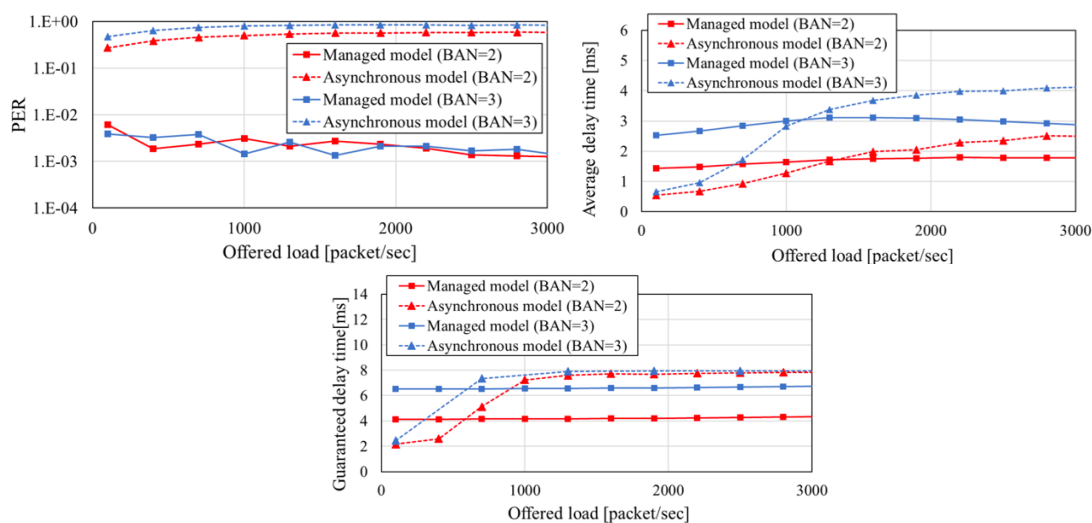 1.E+00
1.E-01
1.E-02
1.E-03
1.E-04
PER
Managed model (BAN=2)
Asynchronous model (BAN=2)
Managed model (BAN=3)
Asynchronous model (BAN=3)
0
1000
2000
3000
Offered load [packet/sec]
6
5
4
3
2
1
0
Average delay time [ms]
Managed model (BAN=2)
Asynchronous model (BAN=2)
Managed model (BAN=3)
Asynchronous model (BAN=3)
0
1000
2000
3000
Offered load [packet/sec]
14
12
10
8
6
4
2
0
Guaranteed delay time[ms]
Managed model (BAN=2)
Asynchronous model (BAN=2)
Managed model (BAN=3)
Asynchronous model (BAN=3)
0
1000
2000
3000
Offered load [packet/sec]